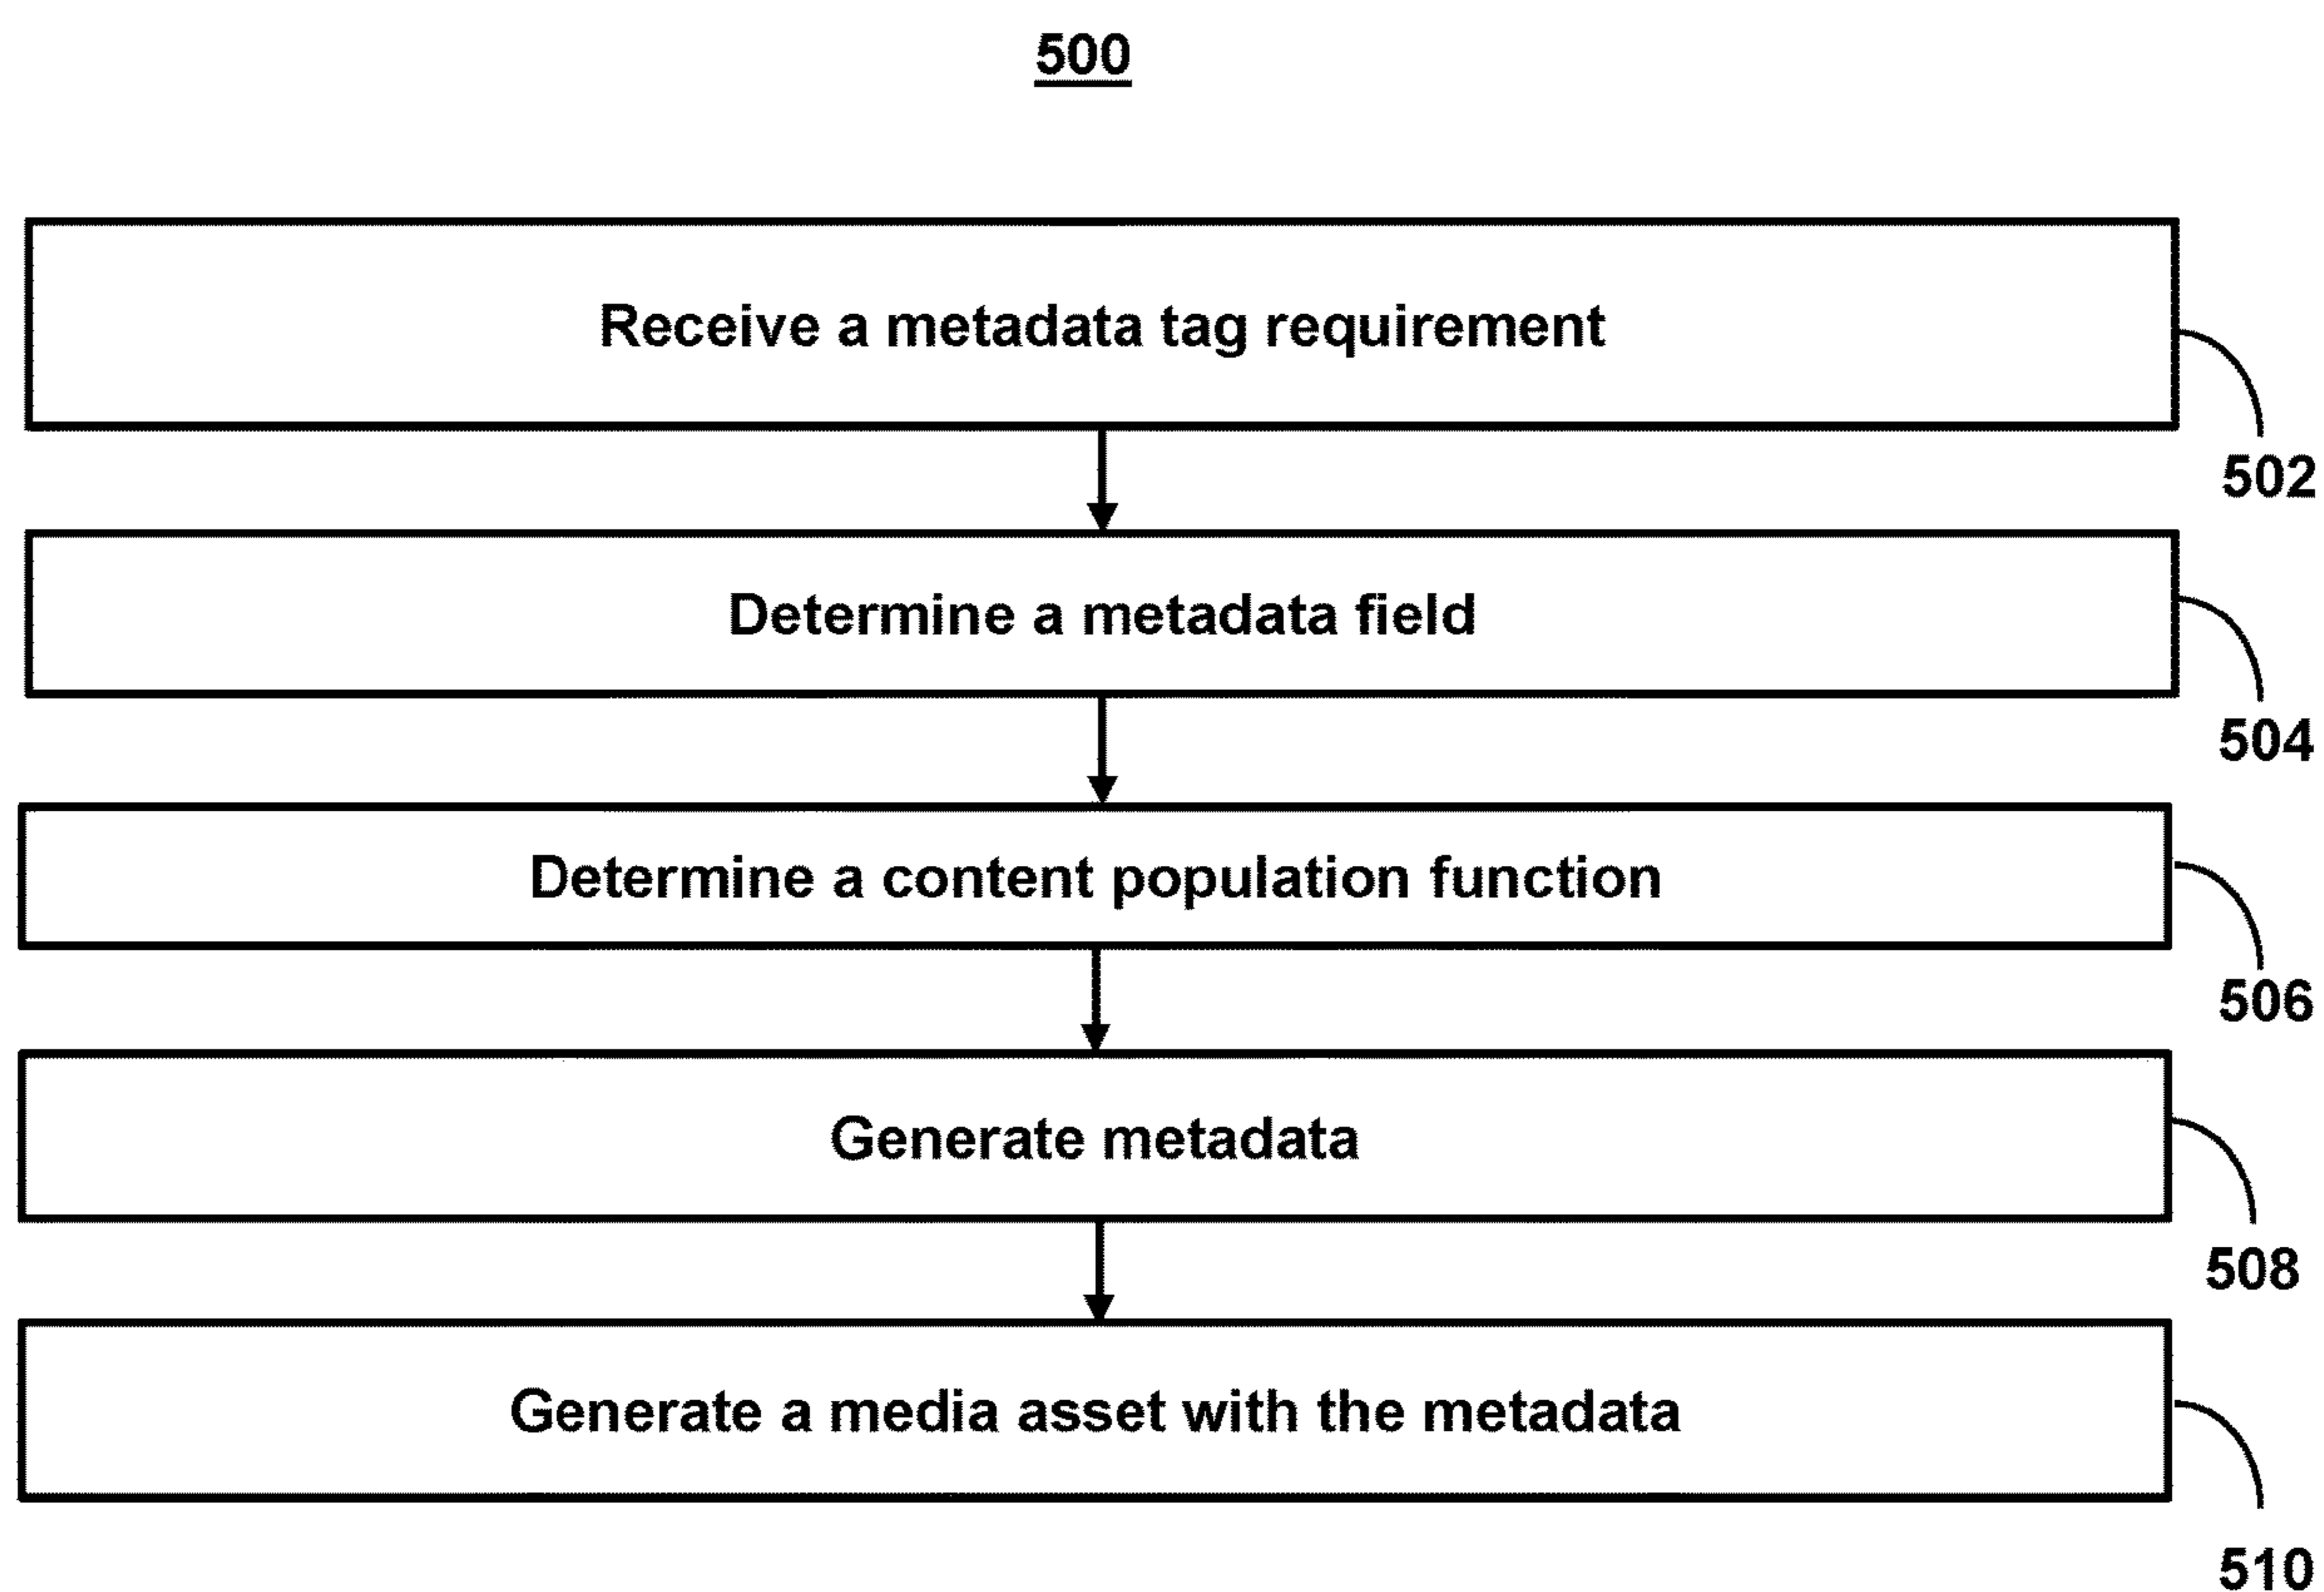 500
Receive a metadata tag requirement
502
Determine a metadata field
504
Determine a content population function
506
Generate metadata
508
Generate a media asset with the metadata
510